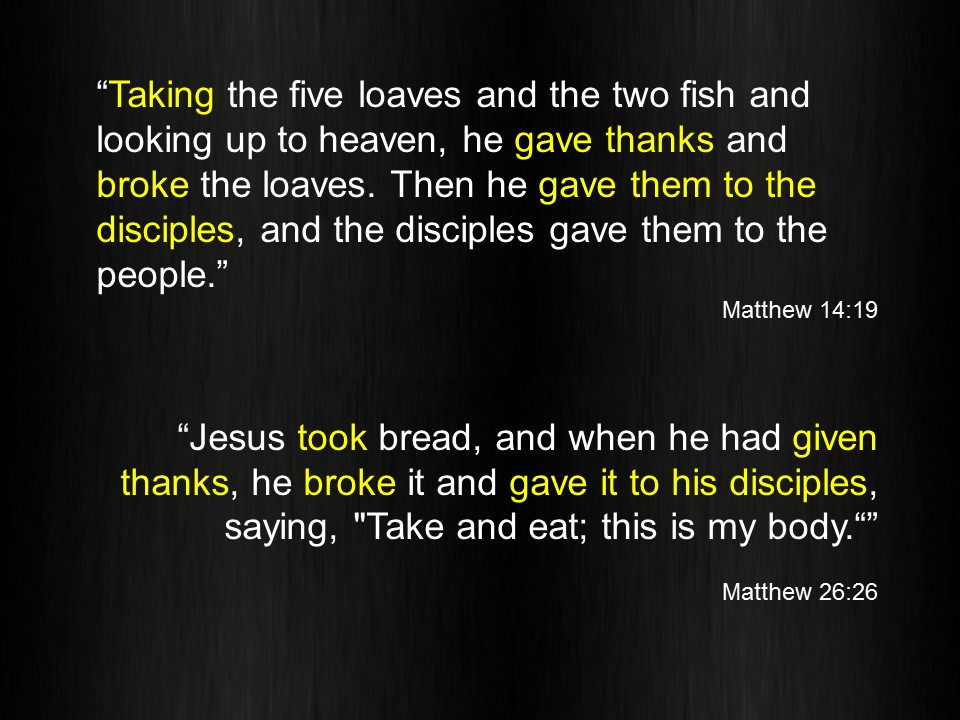 “Taking the five loaves and the two fish and
looking up to heaven, he gave thanks and
broke the loaves. Then he gave them to the
disciples, and the disciples gave them to the
people.”
Matthew 14:19
“Jesus took bread, and when he had given
thanks, he broke it and gave it to his disciples,
saying, "Take and eat; this is my body.“”
Matthew 26:26